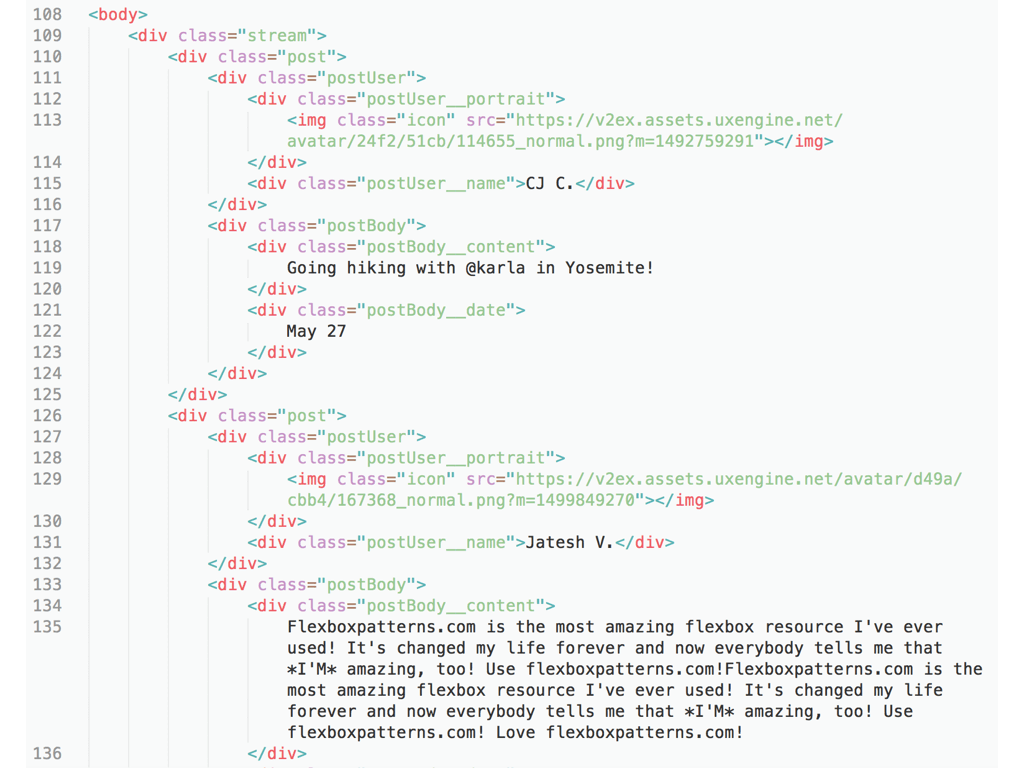 108 <body>
109 <div class="stream">
110 <div class="post">
111 <div class="postUser">
112 <div class="postUser__portrait">
113 <img class="icon" src="https://v2ex.assets.uxengine.net/
avatar/24f2/51cb/114655_normal.png?m=1492759291"></img>
114 </div>
115 <div class="postUser__name">CJ C.</div>
116 </div>
117 <div class="postBody">
118 <div class="postBody__content">
119 Going hiking with @karla in Yosemite!
120 </div>
121 <div class="postBody__date">
122 May 27
123 </div>
124 </div>
125 </div>
126 <div class="post">
127 <div class="postUser">
128 <div class="postUser__portrait">
129 <img class="icon" src="https://v2ex.assets.uxengine.net/avatar/d49a/
cbb4/167368_normal.png?m=1499849270"></img>
130 </div>
131 <div class="postUser__name">Jatesh V.</div>
132 </div>
133 <div class="postBody">
134 <div class="postBody__content">
135 Flexboxpatterns.com is the most amazing flexbox resource I've ever
used! It's changed my life forever and now everybody tells me that
*I'M* amazing, too! Use flexboxpatterns.com!Flexboxpatterns.com is the
most amazing flexbox resource I've ever used! It's changed my life
forever and now everybody tells me that *I'M* amazing, too! Use
flexboxpatterns.com! Love flexboxpatterns.com!
136 </div>